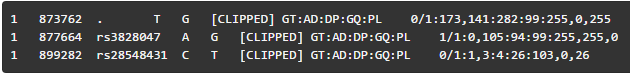 1   873762   .   T   G   [CLIPPED] GT:AD:DP:GQ:PL   0/1:173,141:282:99:255,0,255
1   877664   rs3828047   A   G   [CLIPPED] GT:AD:DP:GQ:PL   1/1:0,105:94:99:255,255,0
1   899282   rs28548431   C   T   [CLIPPED] GT:AD:DP:GQ:PL   0/1:1,3:4:26:103,0,26